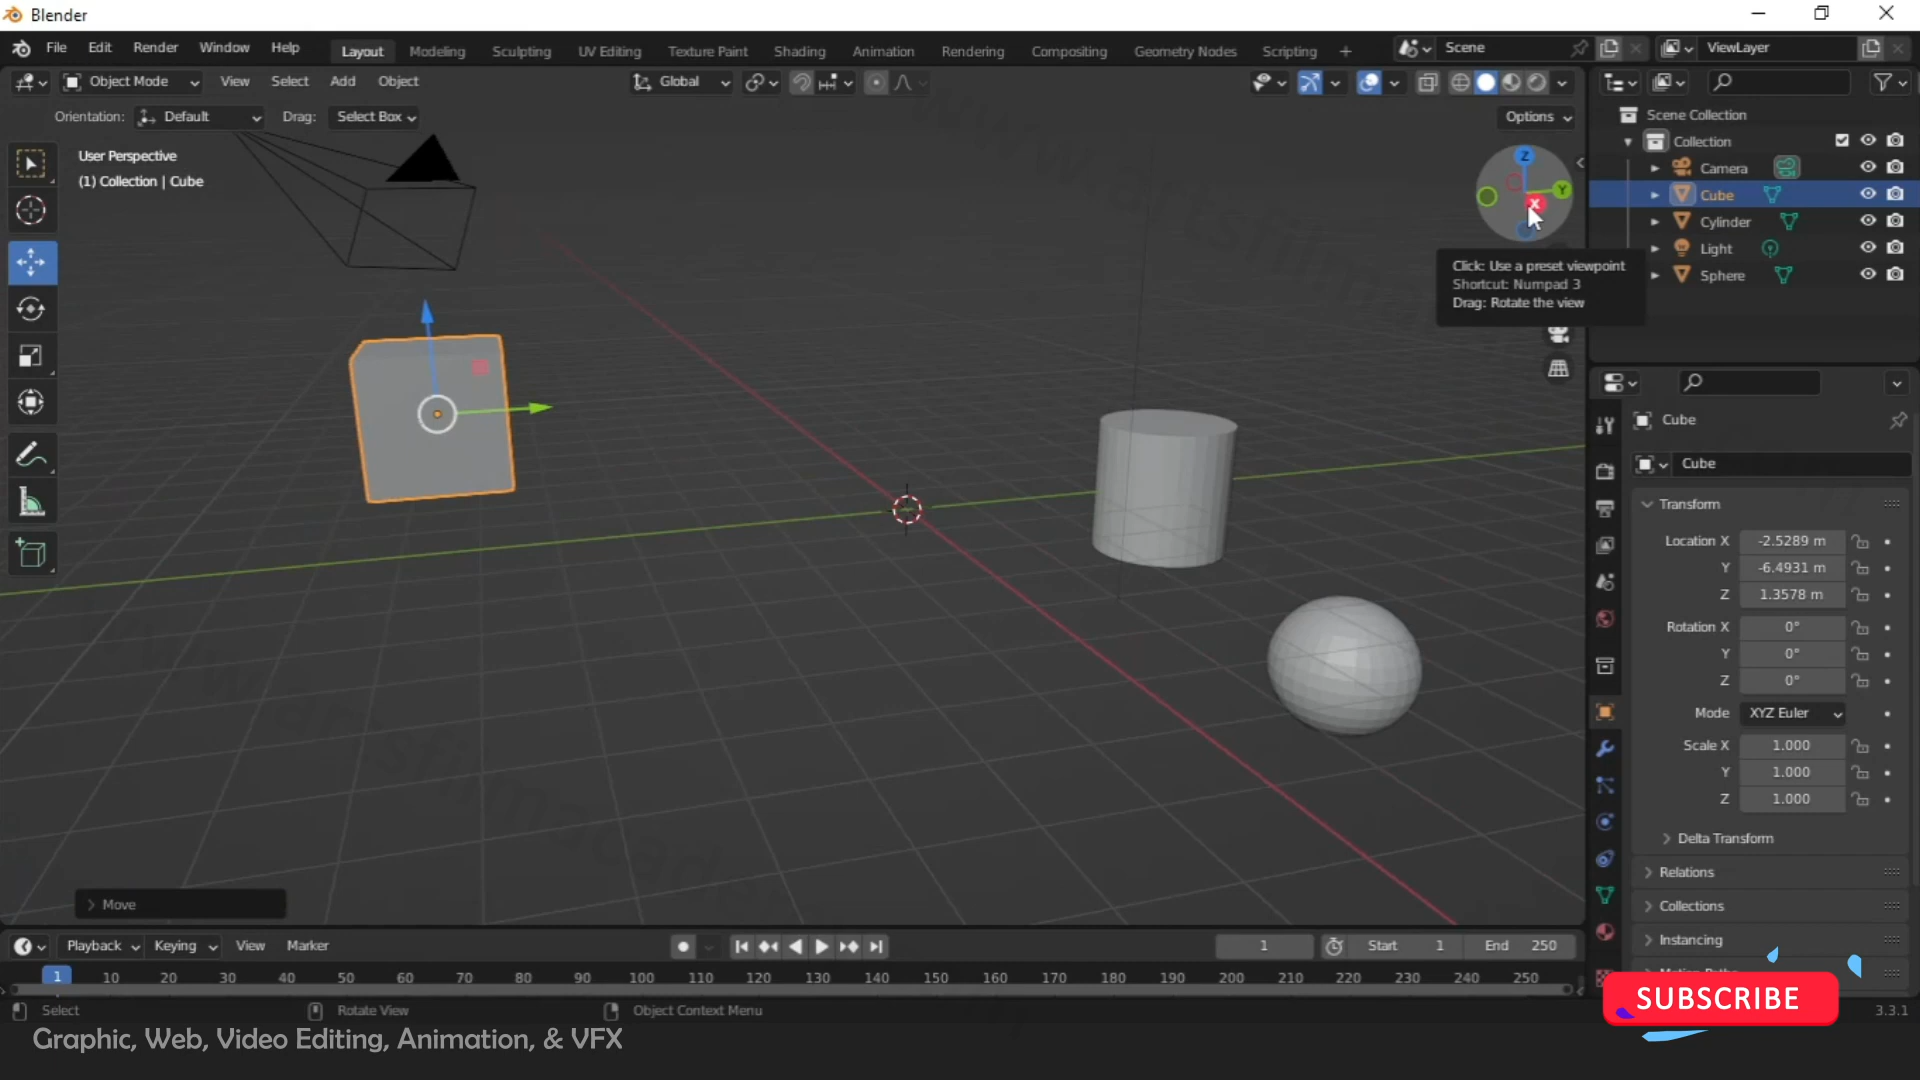 Blender
File Edit Render Window Help Layout Modeling Sculpting UV Editing Texture Paint Shading Animation Rendering Compositing Geometry Nodes Scripting + Scene ViewLayer
Object Mode View Select Add Object Global
Orientation: Default Drag: Select Box Options
User Perspective
(1) Collection | Cube
Z
Y
X
Click: Use a preset viewpoint
Shortcut: Numpad 3
Drag: Rotate the view
Scene Collection
Collection
Camera
Cube
Cylinder
Light
Sphere
Cube
Cube
Transform
Location X -2.5289 m
Y -6.4931 m
Z 1.3578 m
Rotation X 0°
Y 0°
Z 0°
Mode XYZ Euler
Scale X 1.000
Y 1.000
Z 1.000
Delta Transform
Relations
Collections
Instancing
Move
Playback Keying View Marker 1 Start 1 End 250
1 10 20 30 40 50 60 70 80 90 100 110 120 130 140 150 160 170 180 190 200 210 220 230 240 250
Select Rotate View Object Context Menu 3.3.1
SUBSCRIBE
Graphic, Web, Video Editing, Animation, & VFX